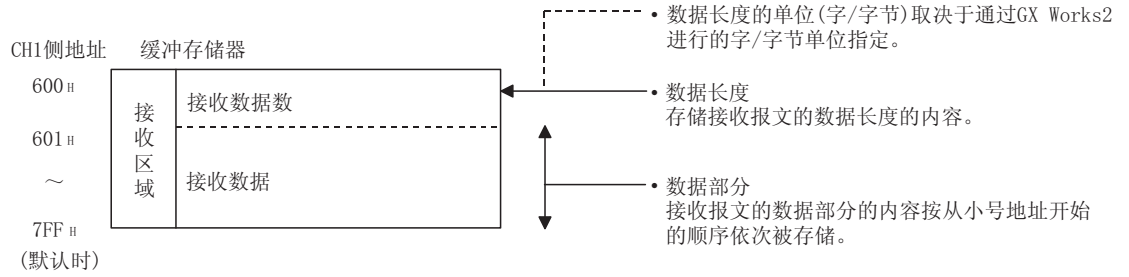 • 数据长度的单位(字/字节)取决于通过GX Works2
进行的字/字节单位指定。
CH1侧地址 缓冲存储器
600H
接收数据数
• 数据长度
存储接收报文的数据长度的内容。
601H
接收区域
～
接收数据
• 数据部分
接收报文的数据部分的内容按从小号地址开始
的顺序依次被存储。
7FFH
(默认时)